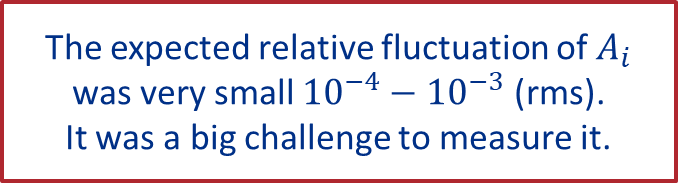 The expected relative fluctuation of $A_i$
was very small $10^{-4} - 10^{-3}$ (rms).
It was a big challenge to measure it.